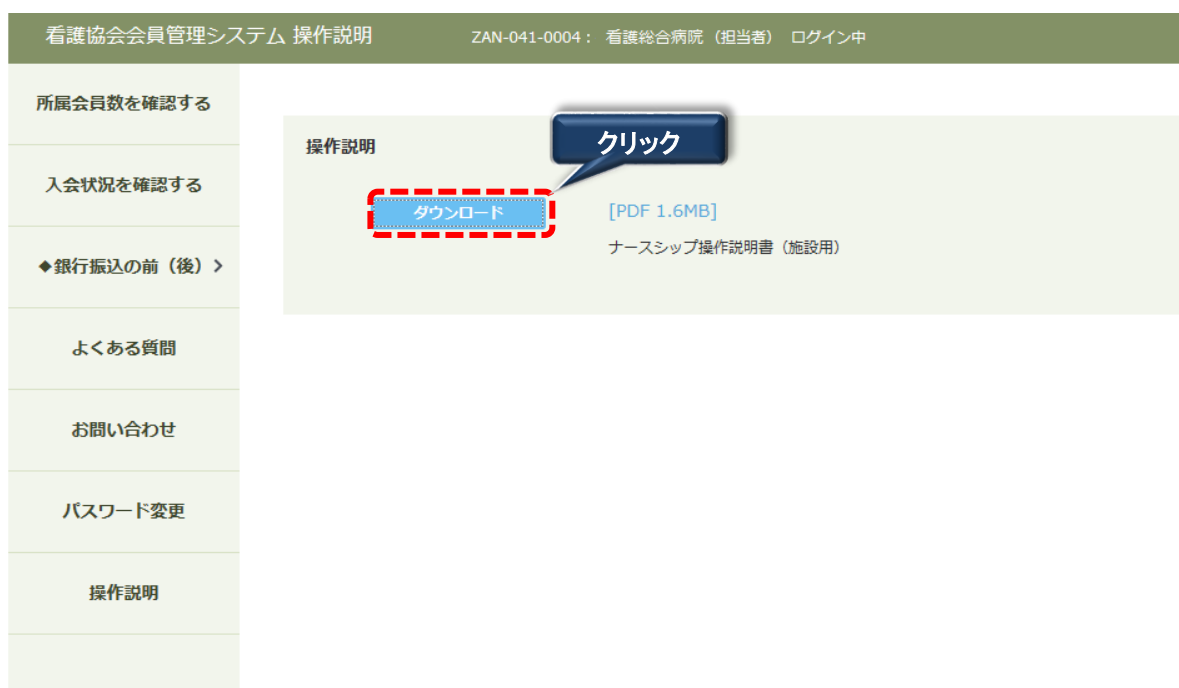 看護協会会員管理システム 操作説明
ZAN-041-0004： 看護総合病院（担当者） ログイン中
所属会員数を確認する
入会状況を確認する
◆銀行振込の前（後）>
よくある質問
お問い合わせ
パスワード変更
操作説明
操作説明
クリック
ダウンロード
[PDF 1.6MB]
ナースシップ操作説明書（施設用）